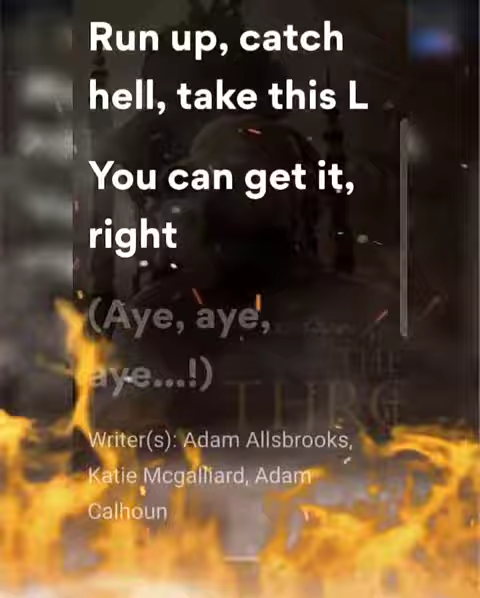 Run up, catch
hell, take this L
You can get it,
right
(Aye, aye,
aye...!)
Writer(s): Adam Allsbrooks,
Katie Mcgalliard, Adam
Calhoun